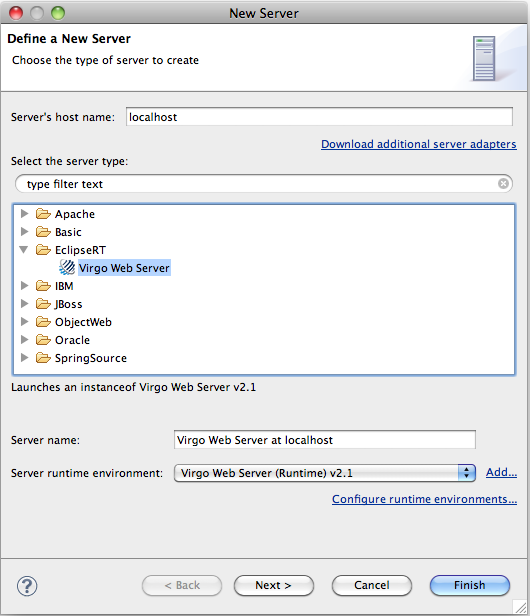 New Server
Define a New Server
Choose the type of server to create
Server's host name: localhost
Download additional server adapters
Select the server type:
type filter text
Apache
Basic
EclipseRT
Virgo Web Server
IBM
JBoss
ObjectWeb
Oracle
SpringSource
Launches an instanceof Virgo Web Server v2.1
Server name: Virgo Web Server at localhost
Server runtime environment: Virgo Web Server (Runtime) v2.1 Add...
Configure runtime environments...
? < Back Next > Cancel Finish